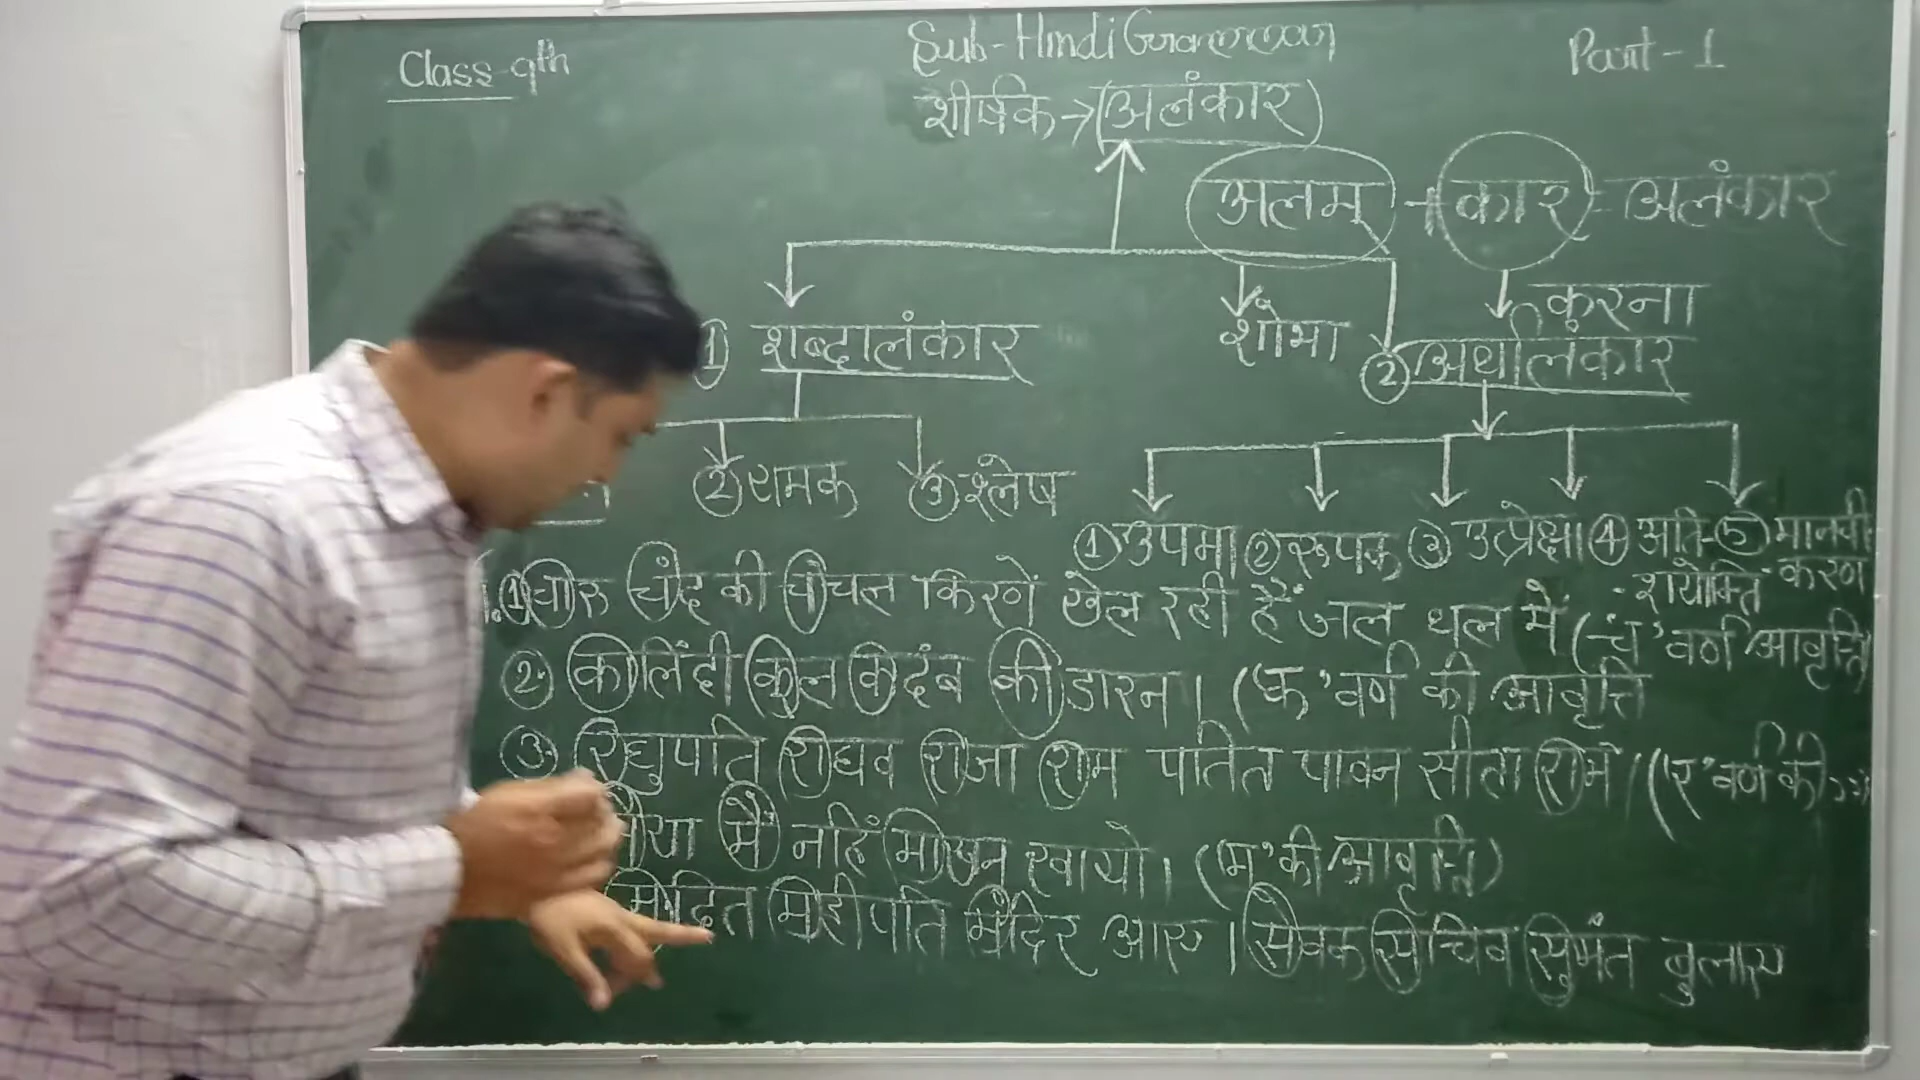 Class-9th
Sub-Hindi Grammar
Part-1
शीर्षक→(अलंकार)
अलम् + कार = अलंकार
शोभा
करना
① शब्दालंकार
② अर्थालंकार
② यमक ③ श्लेष
① उपमा ② रूपक ③ उत्प्रेक्षा ④ अति- ⑤ मानवी
शयोक्ति करण
1. चारु चंद्र की चंचल किरणें खेल रही हैं जल थल में ('च' वर्ण आवृत्ति)
2. कालिंदी कुल कदंब की डारन। ('क' वर्ण की आवृत्ति
3. रघुपति राघव राजा राम पतित पावन सीता राम। ('र' वर्ण की
मैं नहिं माखन खायो। ('म' की आवृत्ति)
महीपति मंदिर आए। सेवक सचिव सुमंत बुलाए